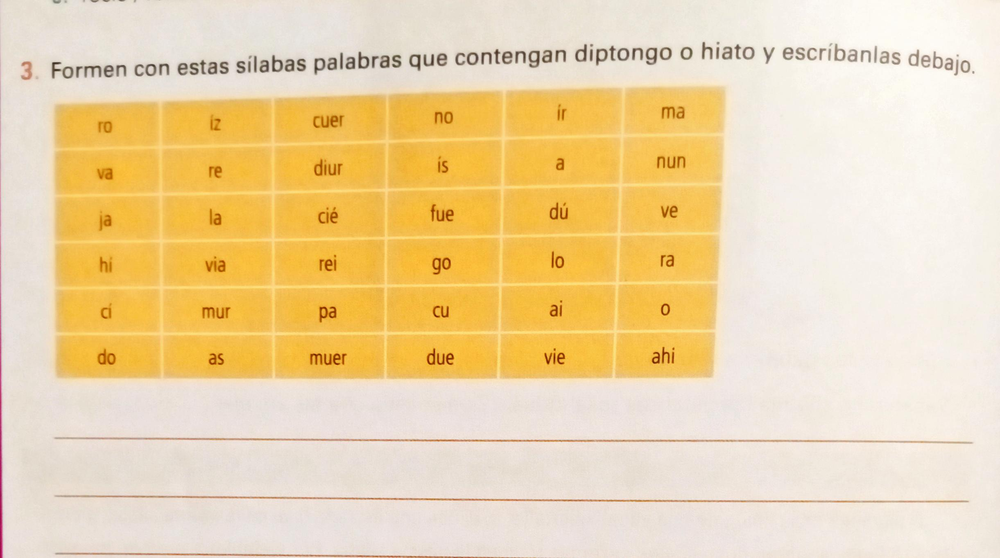 3. Formen con estas sílabas palabras que contengan diptongo o hiato y escríbanlas debajo.
ro íz cuer no ír ma
va re diur ís a nun
ja la cié fue dú ve
hí via rei go lo ra
cí mur pa cu ai o
do as muer due vie ahi